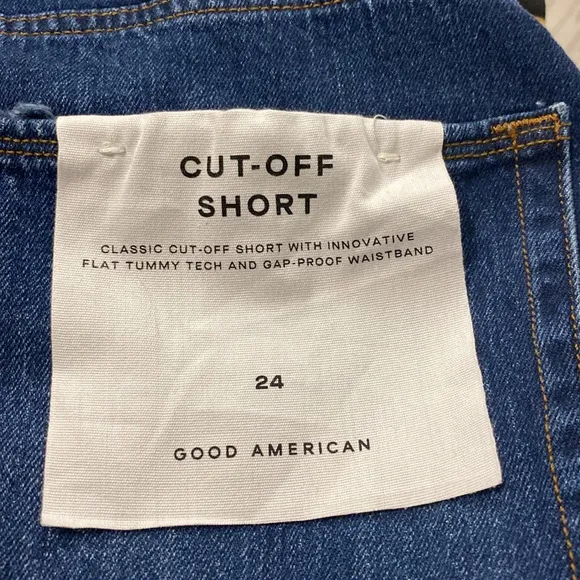 CUT-OFF
SHORT
CLASSIC CUT-OFF SHORT WITH INNOVATIVE
FLAT TUMMY TECH AND GAP-PROOF WAISTBAND
24
GOOD AMERICAN